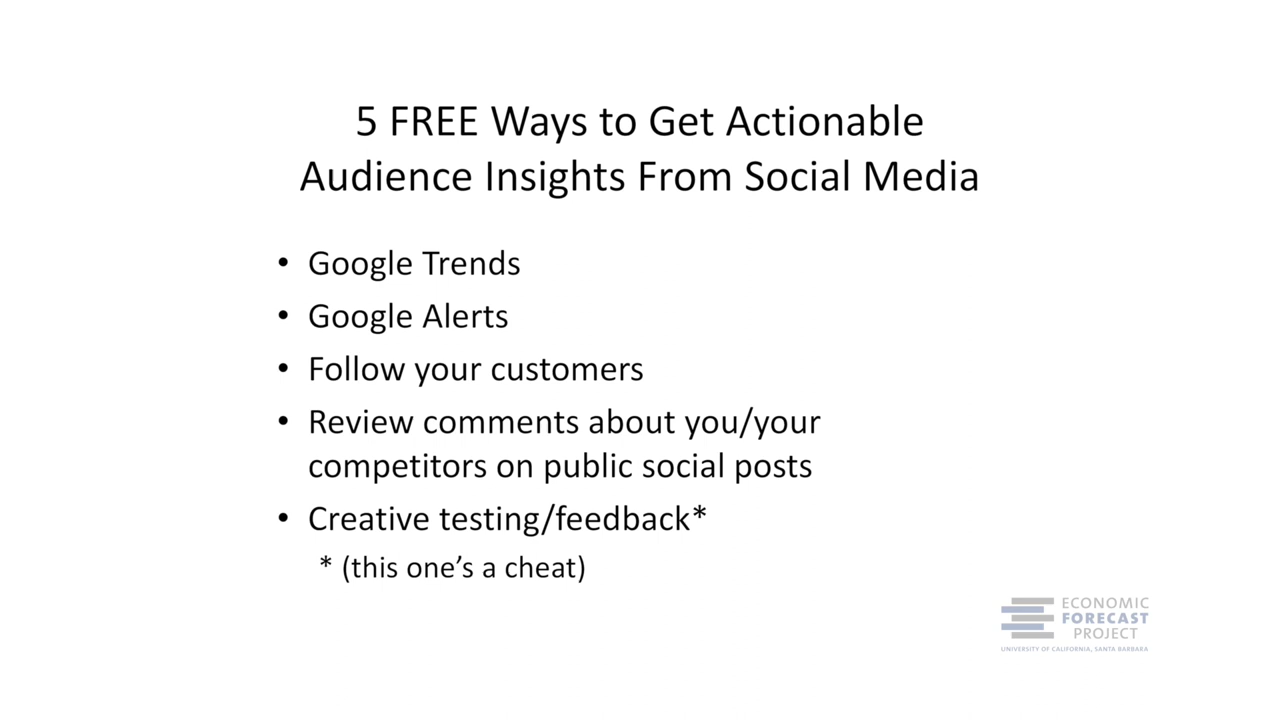 5 FREE Ways to Get Actionable
Audience Insights From Social Media
• Google Trends
• Google Alerts
• Follow your customers
• Review comments about you/your
competitors on public social posts
• Creative testing/feedback*
* (this one’s a cheat)
ECONOMIC
FORECAST
PROJECT
UNIVERSITY OF CALIFORNIA, SANTA BARBARA